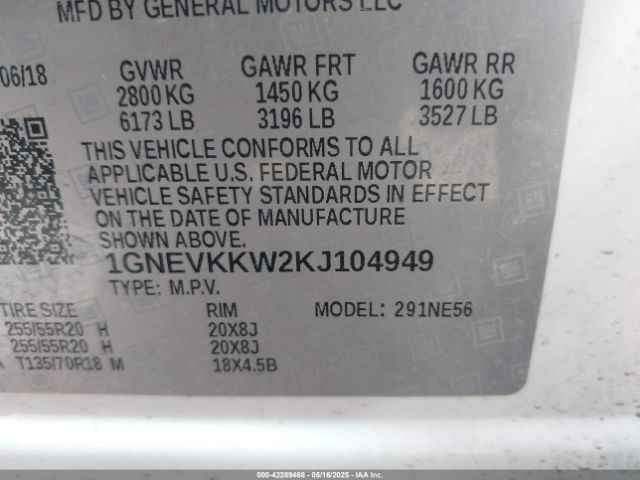 MFD BY GENERAL MOTORS LLC
06/18 GVWR GAWR FRT GAWR RR
2800 KG 1450 KG 1600 KG
6173 LB 3196 LB 3527 LB
THIS VEHICLE CONFORMS TO ALL
APPLICABLE U.S. FEDERAL MOTOR
VEHICLE SAFETY STANDARDS IN EFFECT
ON THE DATE OF MANUFACTURE
SHOWN ABOVE.
1GNEVKKW2KJ104949
TYPE: M.P.V.
TIRE SIZE RIM MODEL: 291NE56
255/55R20 H 20X8J
255/55R20 H 20X8J
T135/70R18 M 18X4.5B
000-42289468 - 05/16/2025 - IAAI.COM